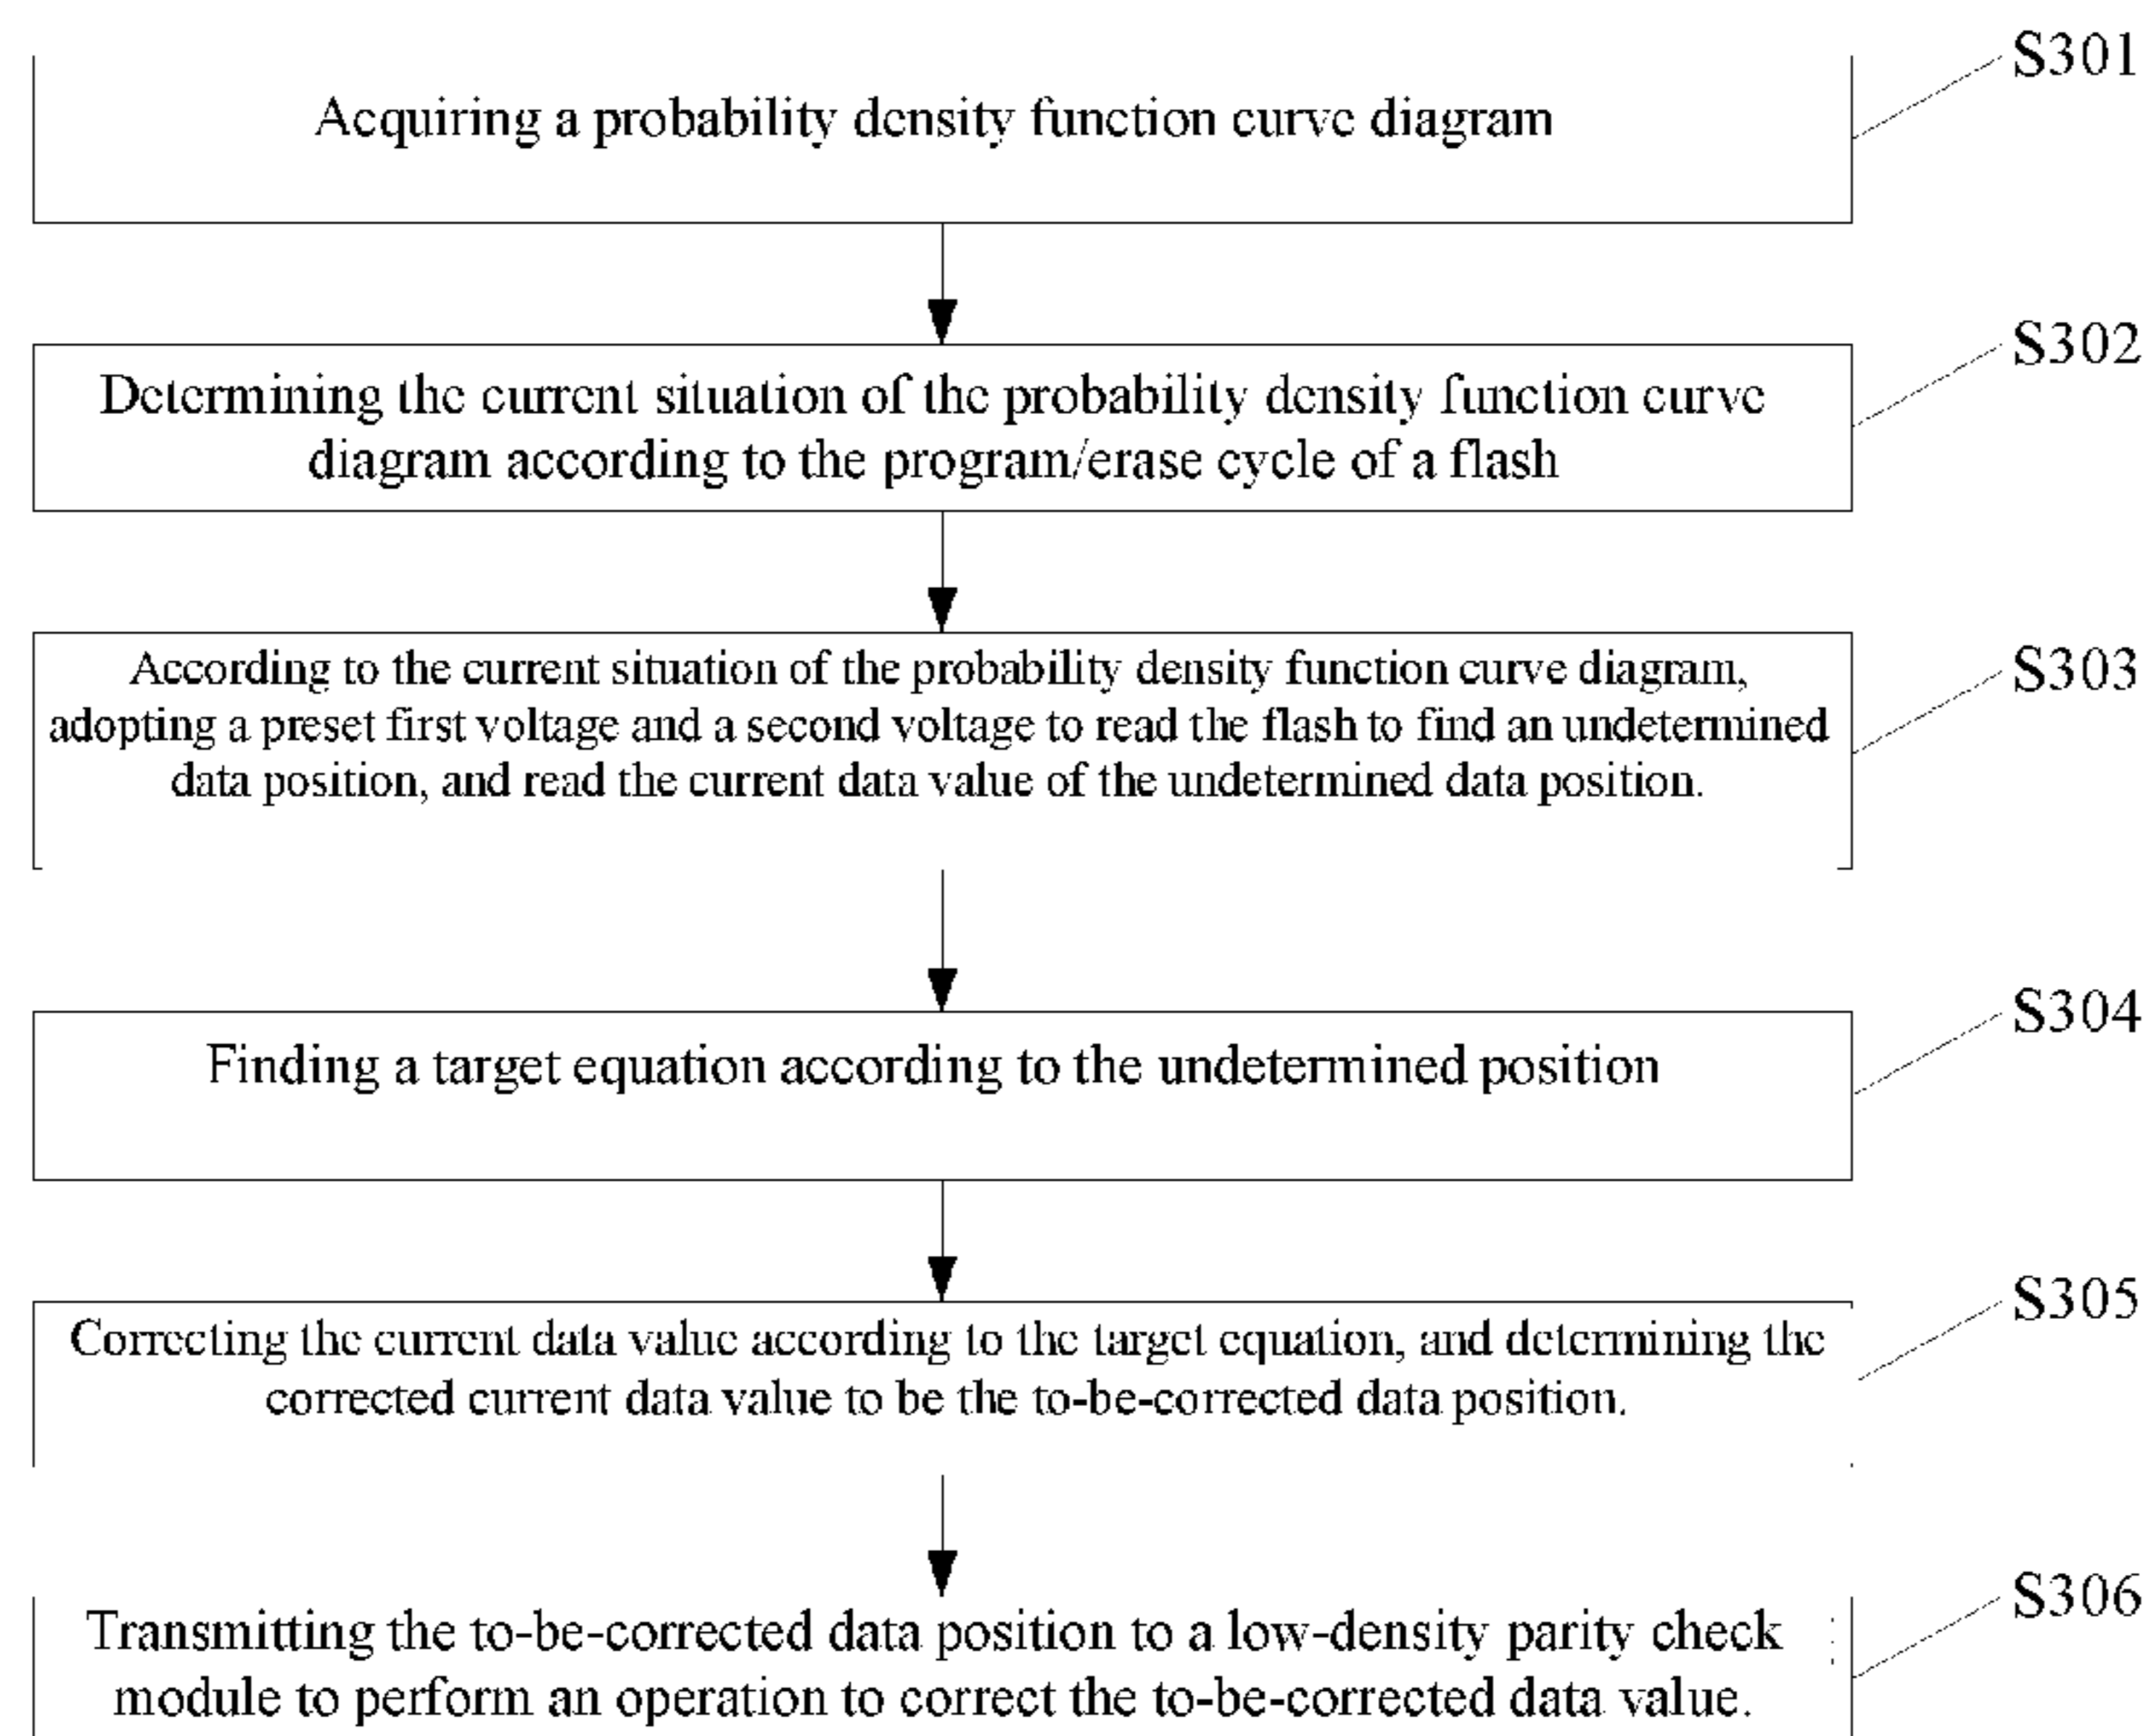 S301
Acquiring a probability density function curve diagram
S302
Determining the current situation of the probability density function curve
diagram according to the program/erase cycle of a flash
S303
According to the current situation of the probability density function curve diagram,
adopting a preset first voltage and a second voltage to read the flash to find an undetermined
data position, and read the current data value of the undetermined data position.
S304
Finding a target equation according to the undetermined position
S305
Correcting the current data value according to the target equation, and determining the
corrected current data value to be the to-be-corrected data position.
S306
Transmitting the to-be-corrected data position to a low-density parity check
module to perform an operation to correct the to-be-corrected data value.